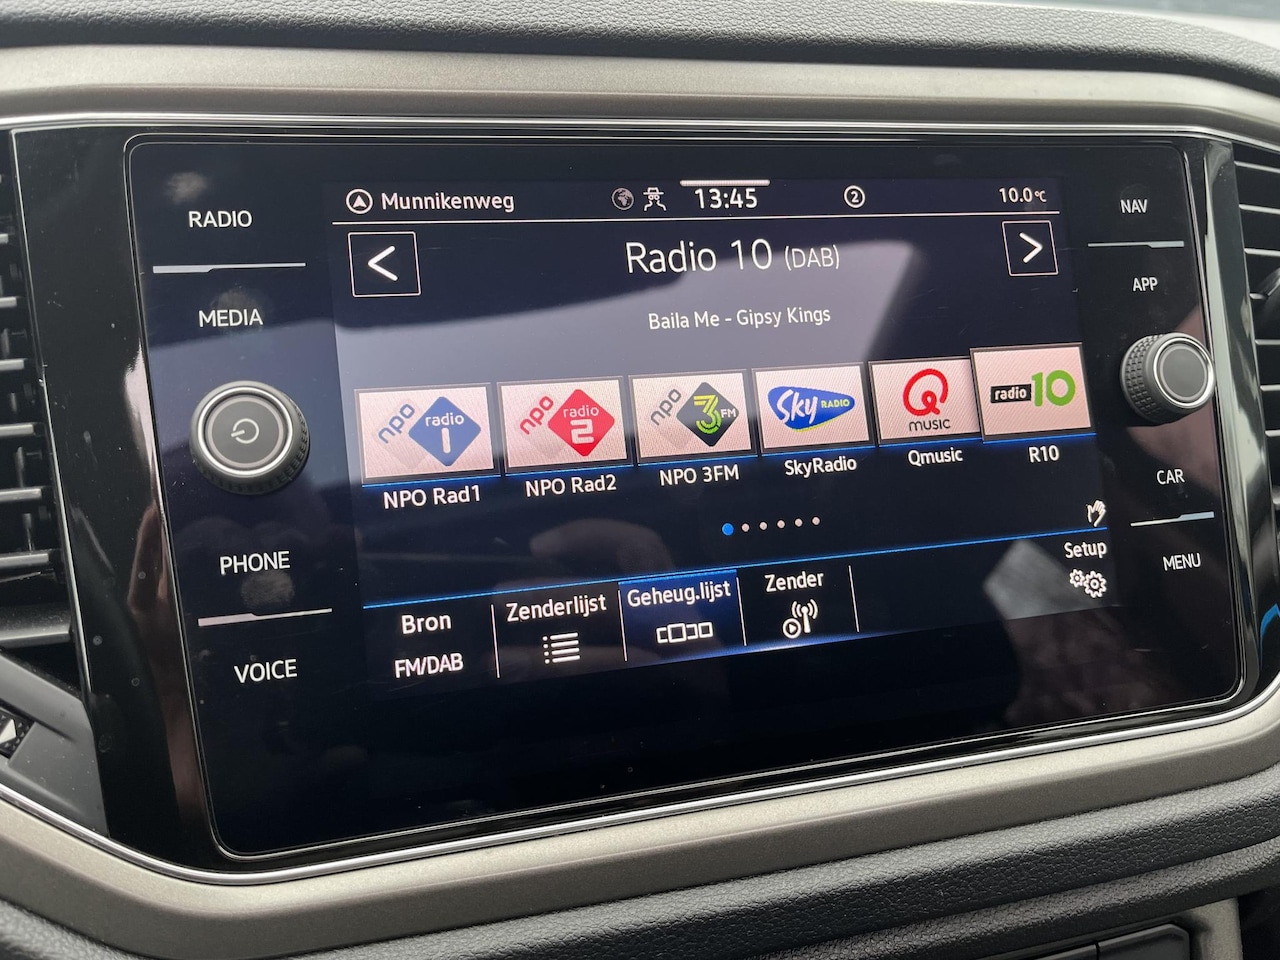 RADIO
MEDIA
PHONE
VOICE
Munnikenweg
13:45
2
10.0°C
Radio 10 (DAB)
Baila Me - Gipsy Kings
npo radio 1
npo radio 2
npo 3FM
Sky RADIO
Q MUSIC
radio 10
NPO Rad1
NPO Rad2
NPO 3FM
SkyRadio
Qmusic
R10
Setup
Bron
FM/DAB
Zenderlijst
Geheug.lijst
Zender
NAV
APP
CAR
MENU